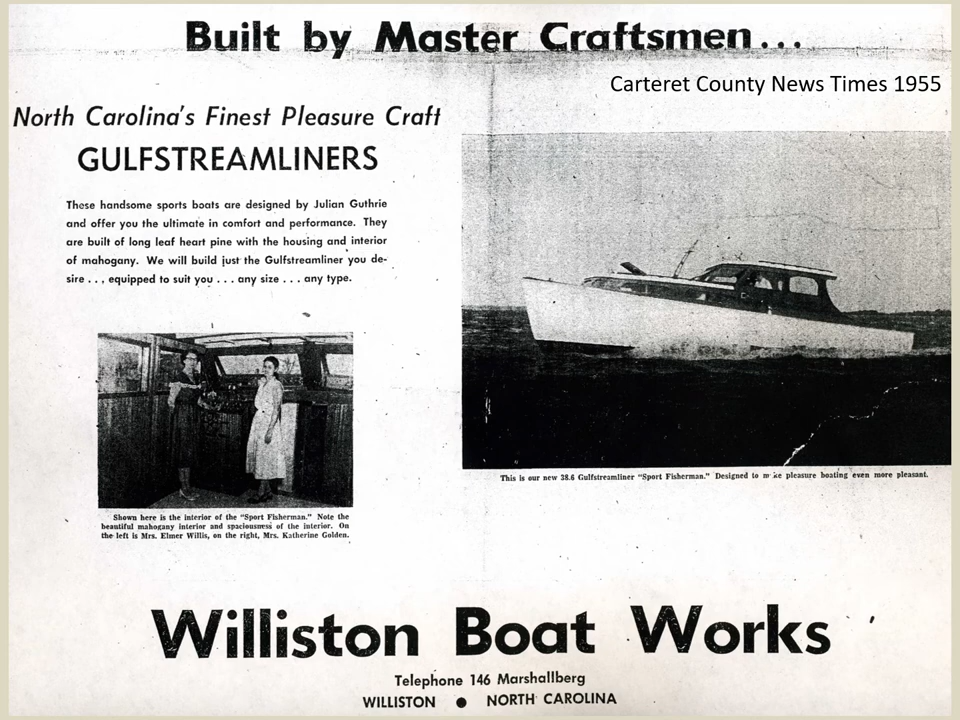 Built by Master Craftsmen...
Carteret County News Times 1955
North Carolina's Finest Pleasure Craft
GULFSTREAMLINERS
These handsome sports boats are designed by Julian Guthrie
and offer you the ultimate in comfort and performance. They
are built of long leaf heart pine with the housing and interior
of mahogany. We will build just the Gulfstreamliner you de-
sire . . , equipped to suit you . . . any size . . . any type.
This is our new 38.6 Gulfstreamliner "Sport Fisherman." Designed to make pleasure boating even more pleasant.
Shown here is the interior of the "Sport Fisherman." Note the
beautiful mahogany interior and spaciousness of the interior. On
the left is Mrs. Elmer Willis, on the right, Mrs. Katherine Golden.
Williston Boat Works
Telephone 146 Marshallberg
WILLISTON ● NORTH CAROLINA